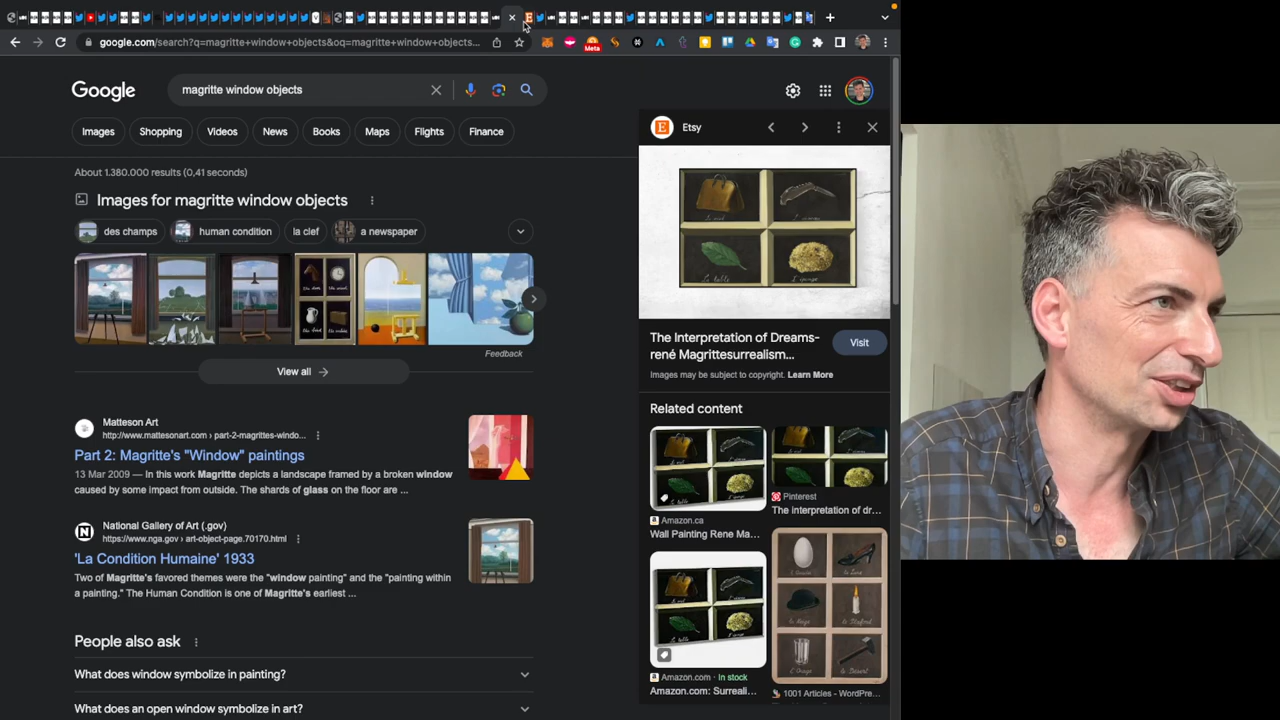 google.com/search?q=magritte+window+objects&oq=magritte+window+objects...
Meta
Google
magritte window objects
Images
Shopping
Videos
News
Books
Maps
Flights
Finance
About 1.380.000 results (0,41 seconds)
Images for magritte window objects
des champs
human condition
la clef
a newspaper
Feedback
View all
Matteson Art
http://www.mattesonart.com › part-2-magrittes-windo...
Part 2: Magritte's "Window" paintings
13 Mar 2009 — In this work Magritte depicts a landscape framed by a broken window
caused by some impact from outside. The shards of glass on the floor are ...
National Gallery of Art (.gov)
https://www.nga.gov › art-object-page.70170.html
'La Condition Humaine' 1933
Two of Magritte's favored themes were the "window painting" and the "painting within
a painting." The Human Condition is one of Magritte's earliest ...
People also ask
What does window symbolize in painting?
What does an open window symbolize in art?
E
Etsy
The Interpretation of Dreams-
rené Magrittesurrealism...
Visit
Images may be subject to copyright. Learn More
Related content
Amazon.ca
Wall Painting Rene Ma...
Pinterest
The interpretation of dr...
Amazon.com · In stock
Amazon.com: Surreali...
1001 Articles - WordPre...